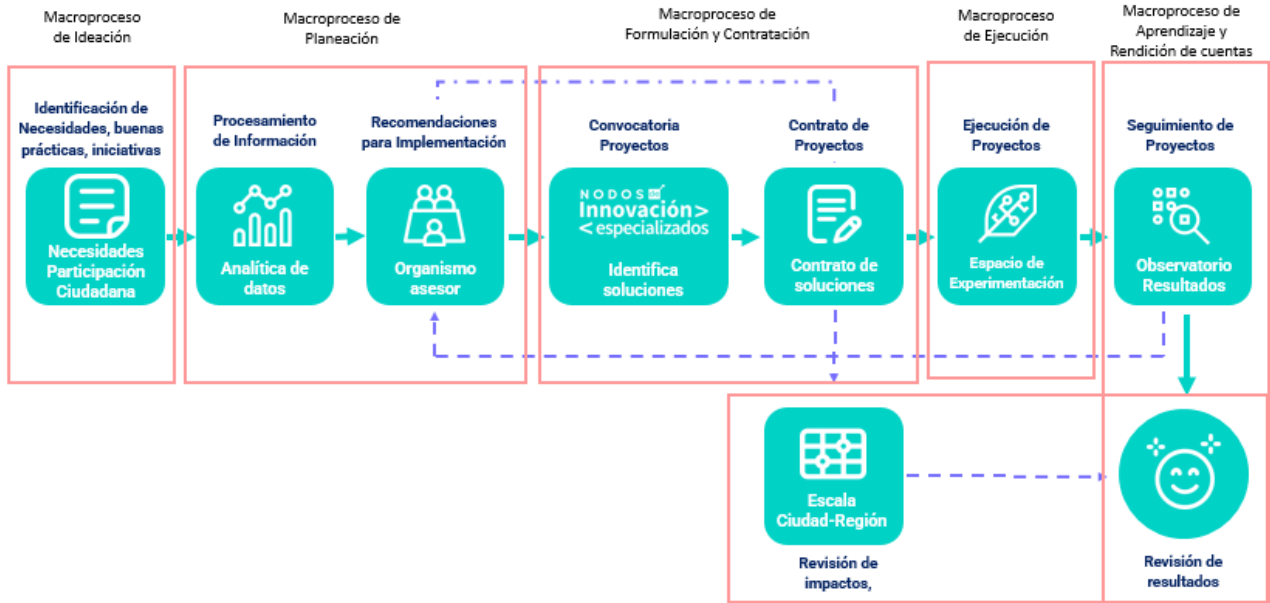 Macroproceso
de Ideación
Macroproceso de
Planeación
Macroproceso de
Formulación y Contratación
Macroproceso
de Ejecución
Macroproceso de
Aprendizaje y
Rendición de cuentas
Identificación de
Necesidades, buenas
prácticas, iniciativas
Necesidades
Participación
Ciudadana
Procesamiento
de Información
Analítica de
datos
Recomendaciones
para Implementación
Organismo
asesor
Convocatoria
Proyectos
NODOS
Innovación>
<especializados
Identifica
soluciones
Contrato de
Proyectos
Contrato de
soluciones
Ejecución de
Proyectos
Espacio de
Experimentación
Seguimiento de
Proyectos
Observatorio
Resultados
Escala
Ciudad-Región
Revisión de
impactos,
Revisión de
resultados